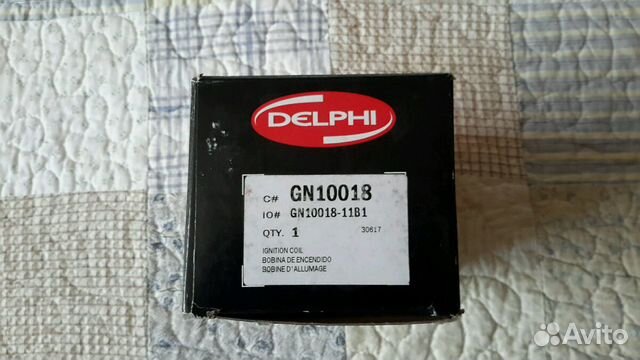 DELPHI
C# GN10018
IO# GN10018-11B1
QTY. 1 30617
IGNITION COIL
BOBINA DE ENCENDIDO
BOBINE D'ALLUMAGE
Avito